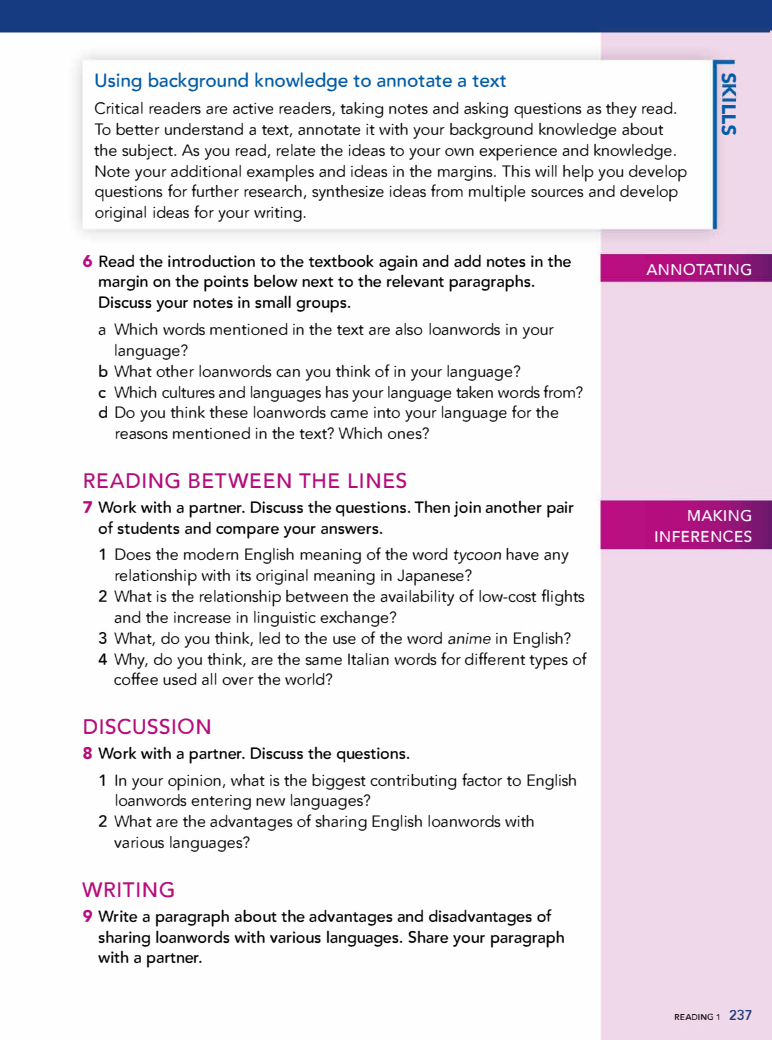 Using background knowledge to annotate a text
Critical readers are active readers, taking notes and asking questions as they read.
To better understand a text, annotate it with your background knowledge about
the subject. As you read, relate the ideas to your own experience and knowledge.
Note your additional examples and ideas in the margins. This will help you develop
questions for further research, synthesize ideas from multiple sources and develop
original ideas for your writing.
SKILLS
6 Read the introduction to the textbook again and add notes in the
margin on the points below next to the relevant paragraphs.
Discuss your notes in small groups.
ANNOTATING
a Which words mentioned in the text are also loanwords in your
language?
b What other loanwords can you think of in your language?
c Which cultures and languages has your language taken words from?
d Do you think these loanwords came into your language for the
reasons mentioned in the text? Which ones?
READING BETWEEN THE LINES
7 Work with a partner. Discuss the questions. Then join another pair
of students and compare your answers.
MAKING
INFERENCES
1 Does the modern English meaning of the word tycoon have any
relationship with its original meaning in Japanese?
2 What is the relationship between the availability of low-cost flights
and the increase in linguistic exchange?
3 What, do you think, led to the use of the word anime in English?
4 Why, do you think, are the same Italian words for different types of
coffee used all over the world?
DISCUSSION
8 Work with a partner. Discuss the questions.
1 In your opinion, what is the biggest contributing factor to English
loanwords entering new languages?
2 What are the advantages of sharing English loanwords with
various languages?
WRITING
9 Write a paragraph about the advantages and disadvantages of
sharing loanwords with various languages. Share your paragraph
with a partner.
READING 1 237